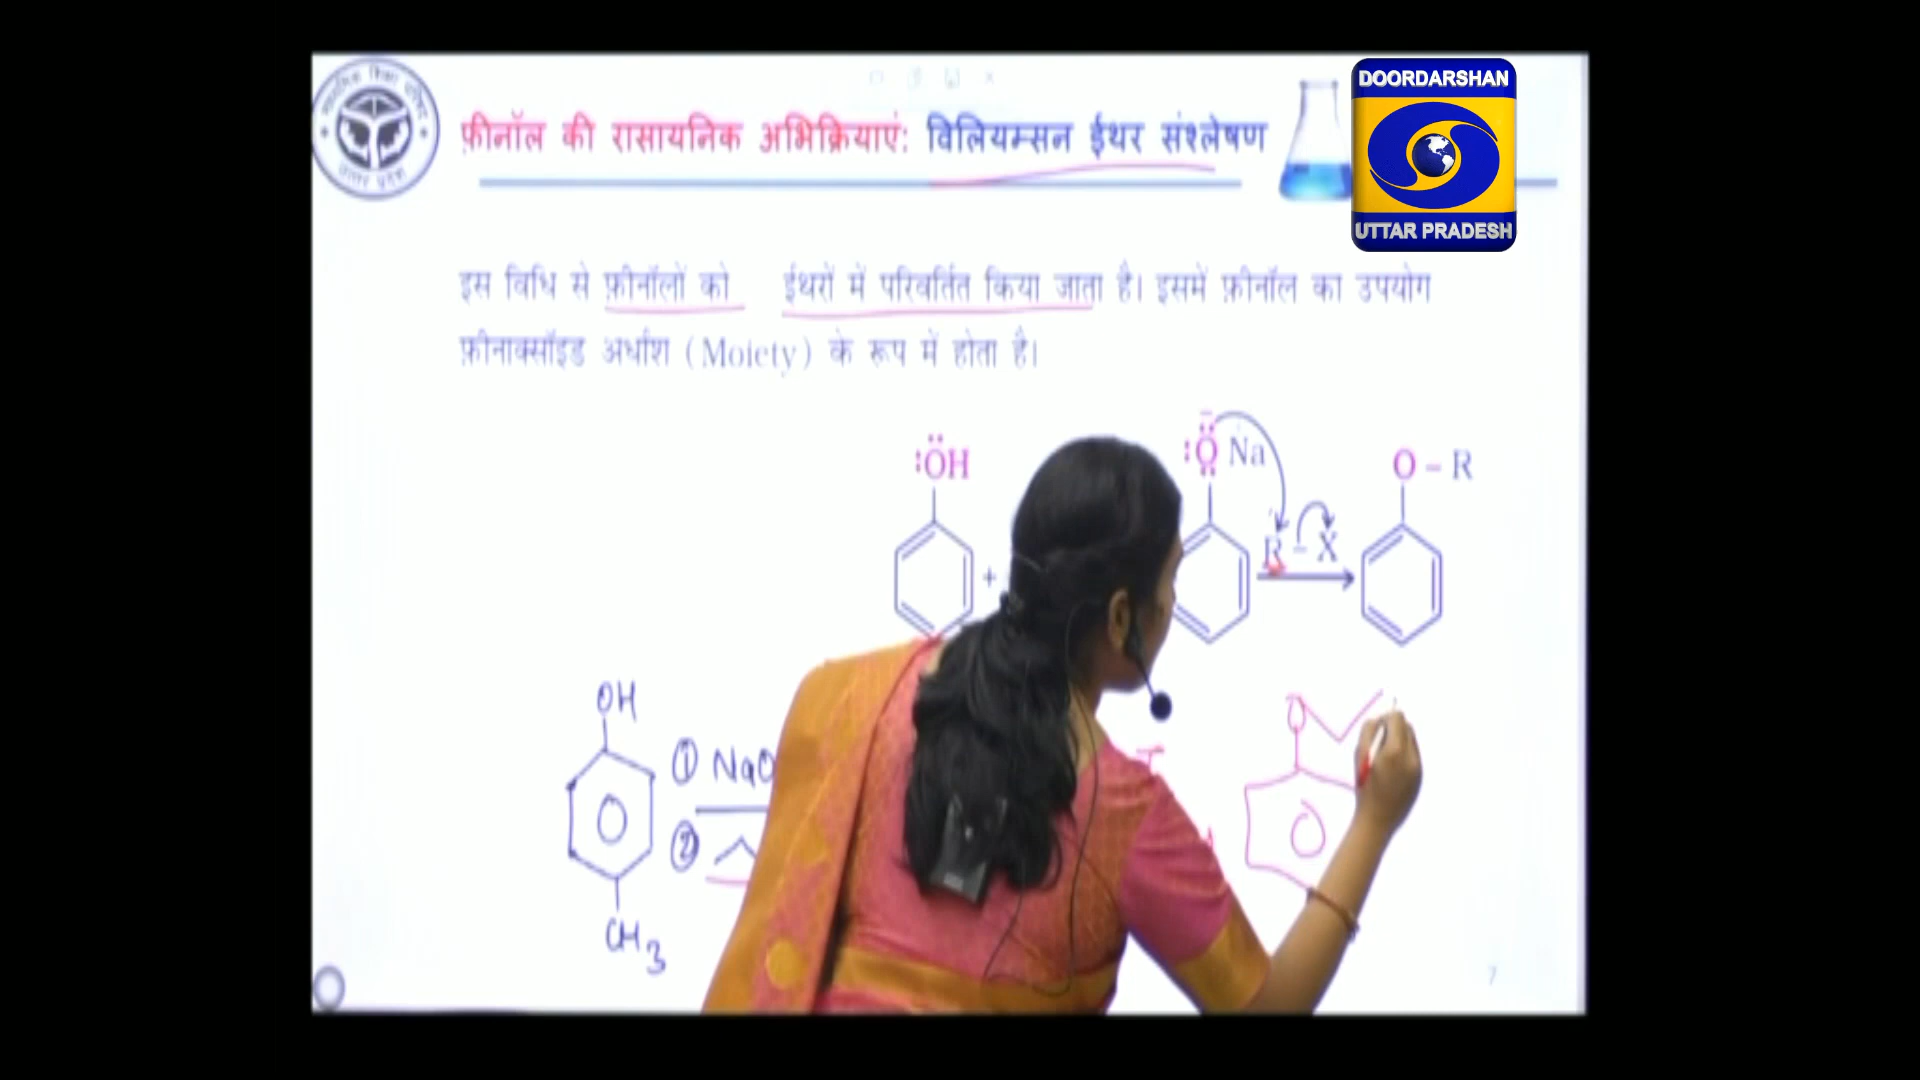 DOORDARSHAN
UTTAR PRADESH
फ़ीनॉल की रासायनिक अभिक्रियाएं: विलियम्सन ईथर संश्लेषण
इस विधि से फ़ीनॉलों को ईथरों में परिवर्तित किया जाता है। इसमें फ़ीनॉल का उपयोग
फ़ीनाक्सॉइड अर्धांश (Moiety) के रूप में होता है।
:ÖH
+
:Ö Na
R – X
O – R
OH
① NaO
②
CH3
O
7